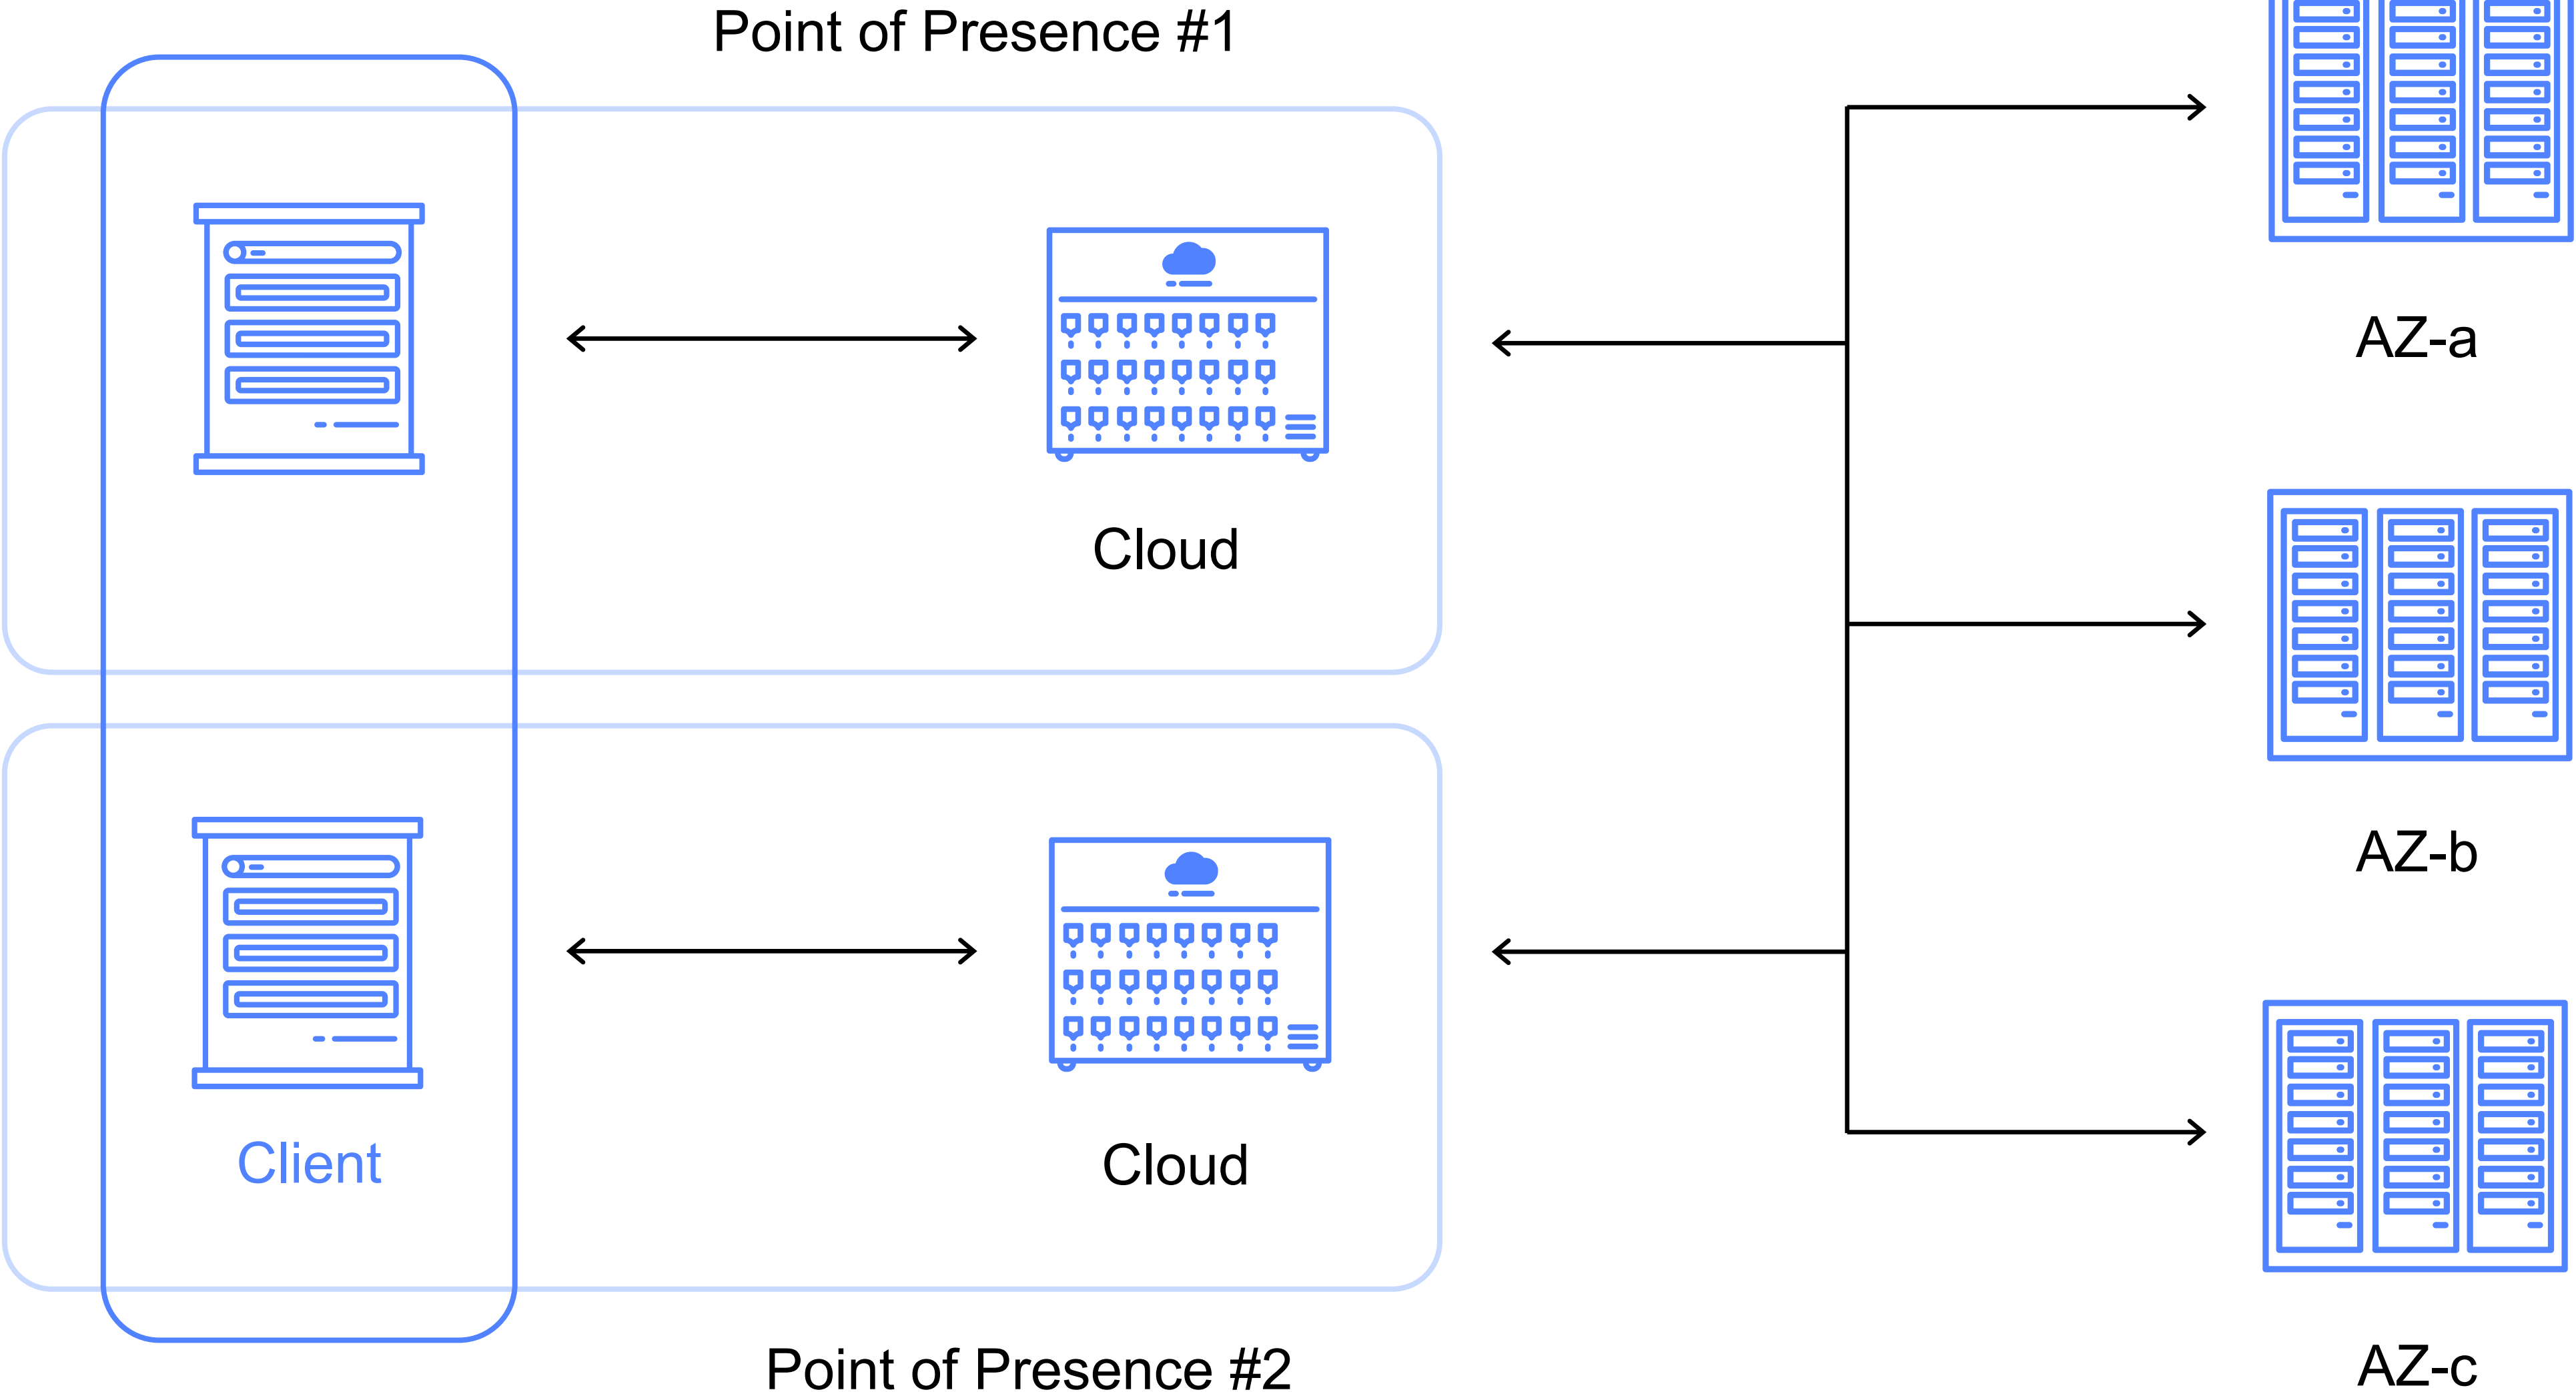 Point of Presence #1
Cloud
AZ-a
AZ-b
Client
Cloud
Point of Presence #2
AZ-c